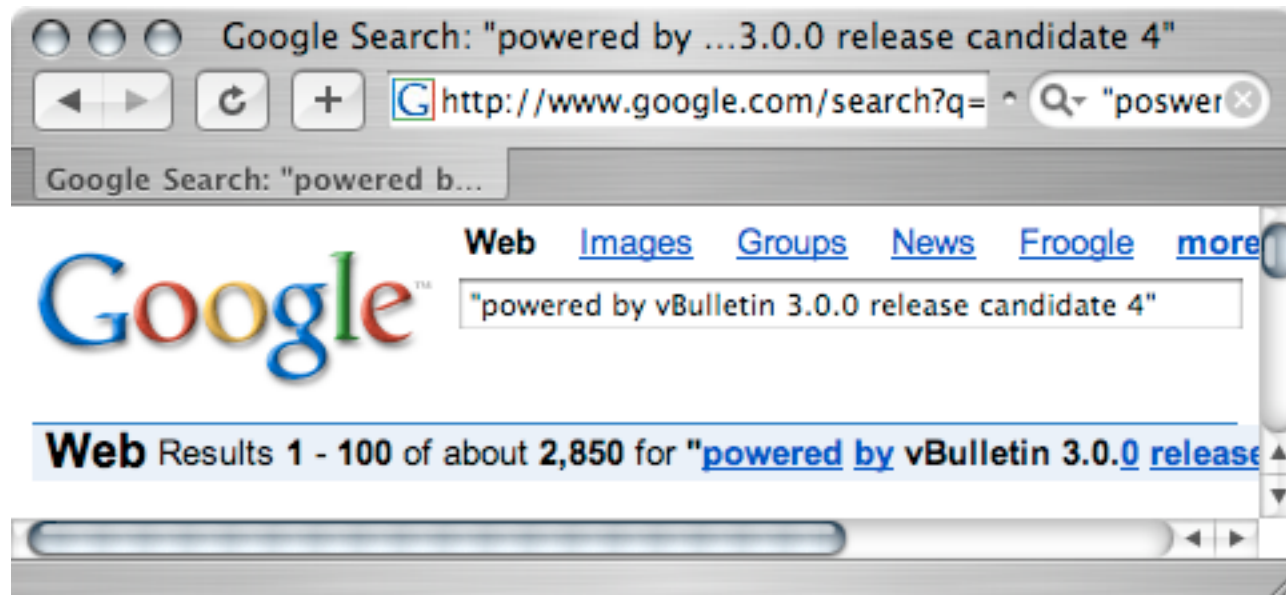 Google Search: "powered by ...3.0.0 release candidate 4"
http://www.google.com/search?q= "poswer
Google Search: "powered b...
Web Images Groups News Froogle more
Google™
"powered by vBulletin 3.0.0 release candidate 4"
Web Results 1 - 100 of about 2,850 for "powered by vBulletin 3.0.0 release